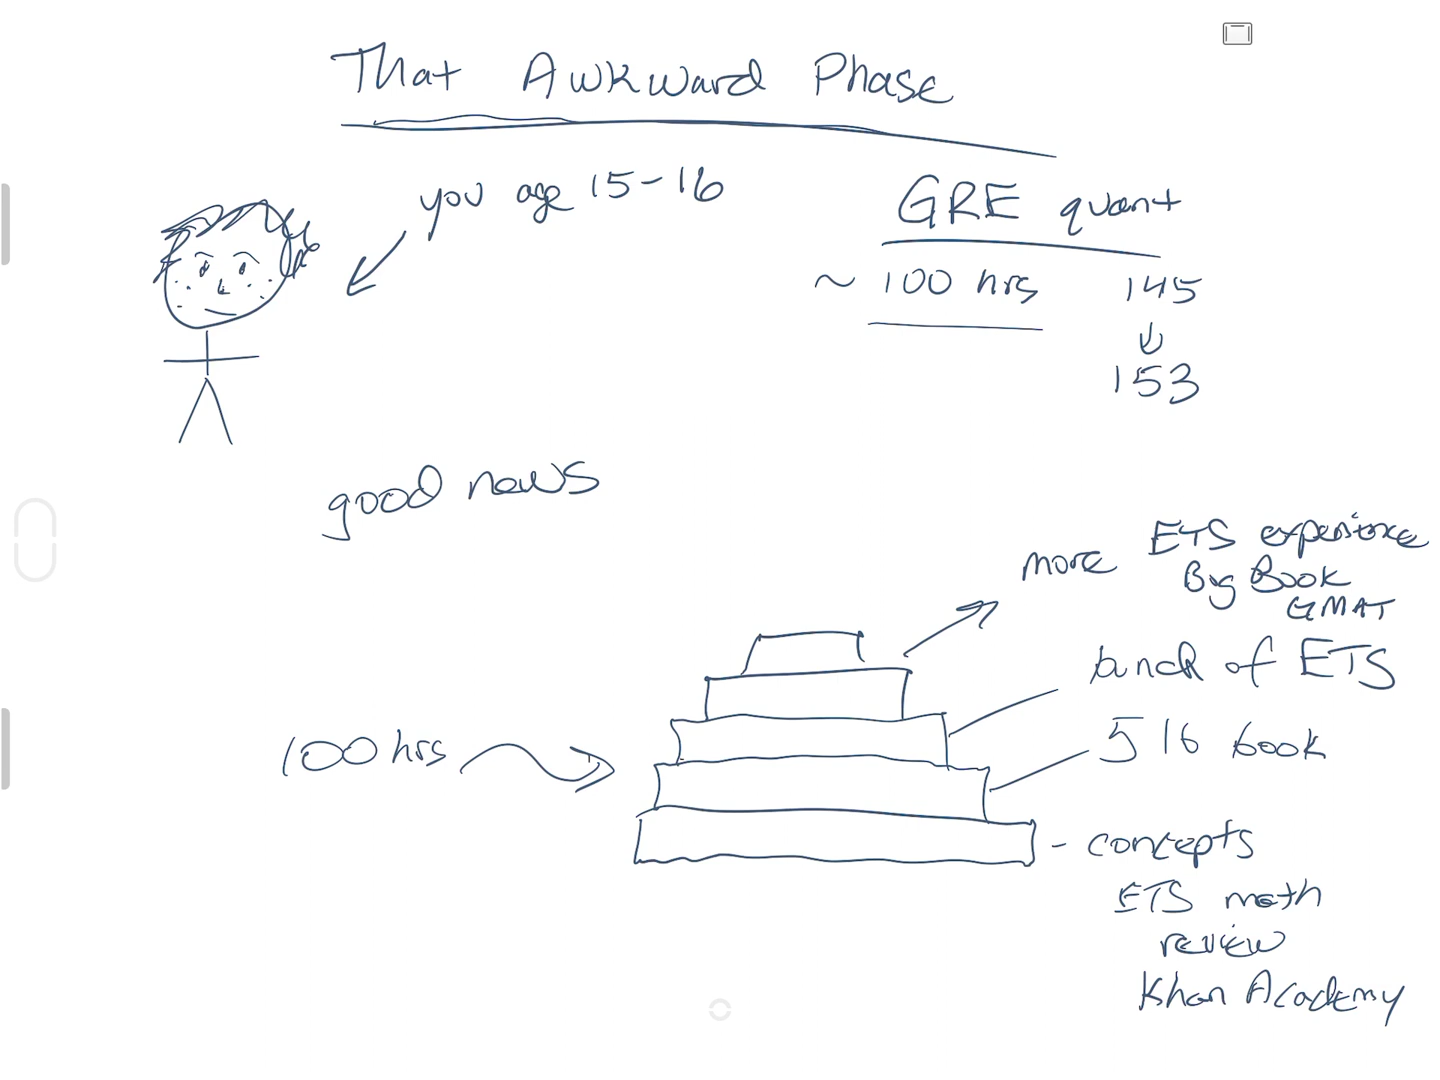 That Awkward Phase
you age 15-16
GRE quant
~ 100 hrs
145
153
good news
more ETS experience
Big Book
GMAT
bunch of ETS
5 lb book
100 hrs
- concepts
ETS math
review
Khan Academy